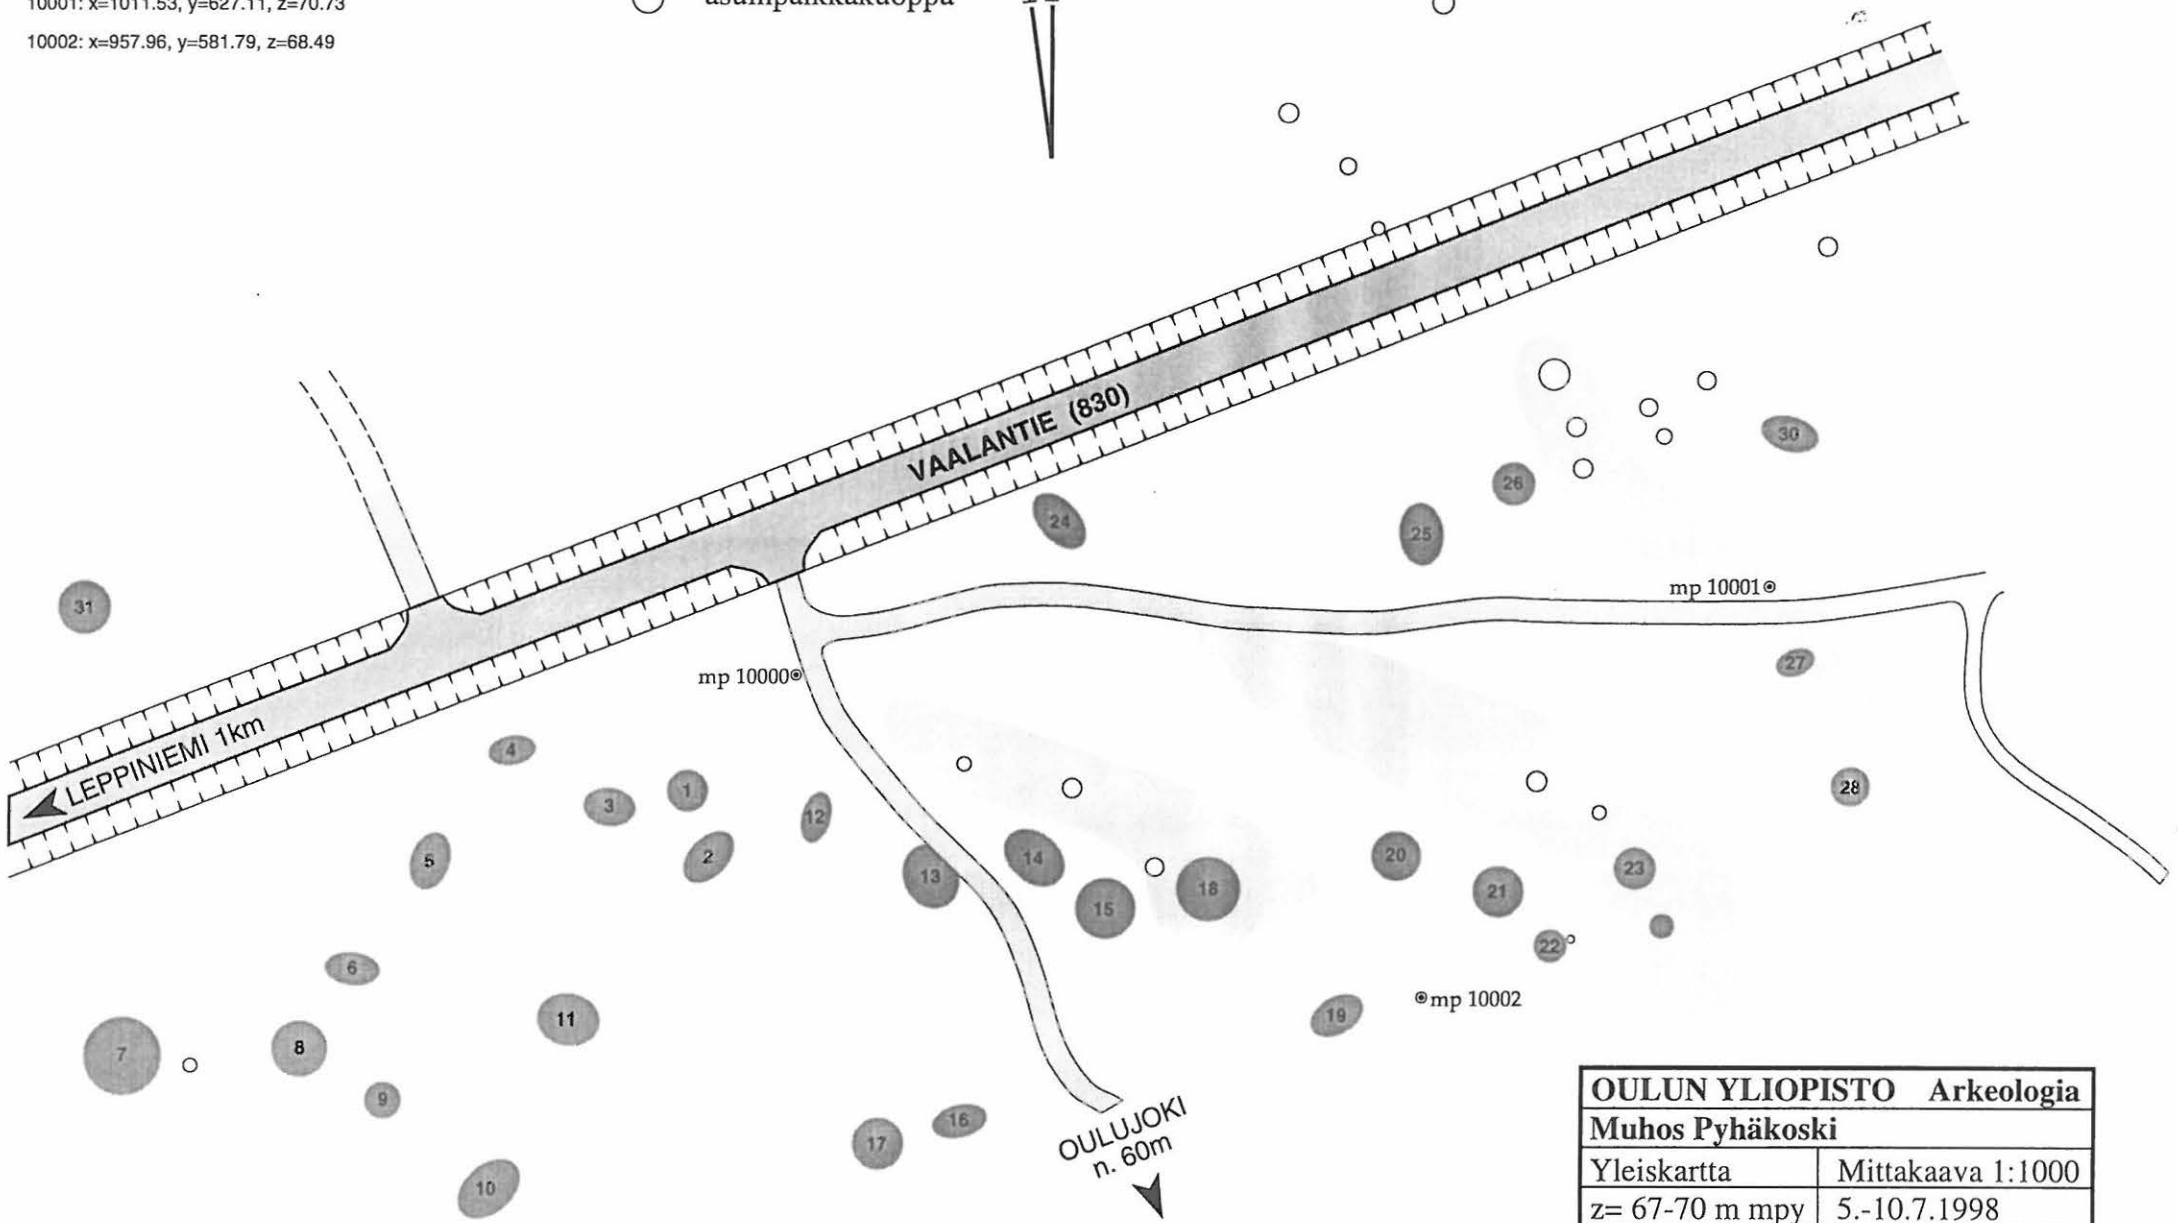 10001: x=1011.53, y=627.11, z=70.73
10002: x=957.96, y=581.79, z=68.49
asuinpaikkakuoppa
VAALANTIE (830)
30
26
24
25
31
mp 10001
27
mp 10000
LEPPINIEMI 1km
4
3
1
12
28
5
2
13
14
15
18
20
21
23
22
6
11
19
mp 10002
7
8
9
17
16
10
OULUJOKI
n. 60m
OULUN YLIOPISTO Arkeologia
Muhos Pyhäkoski
Yleiskartta Mittakaava 1:1000
z= 67-70 m mpy 5.-10.7.1998